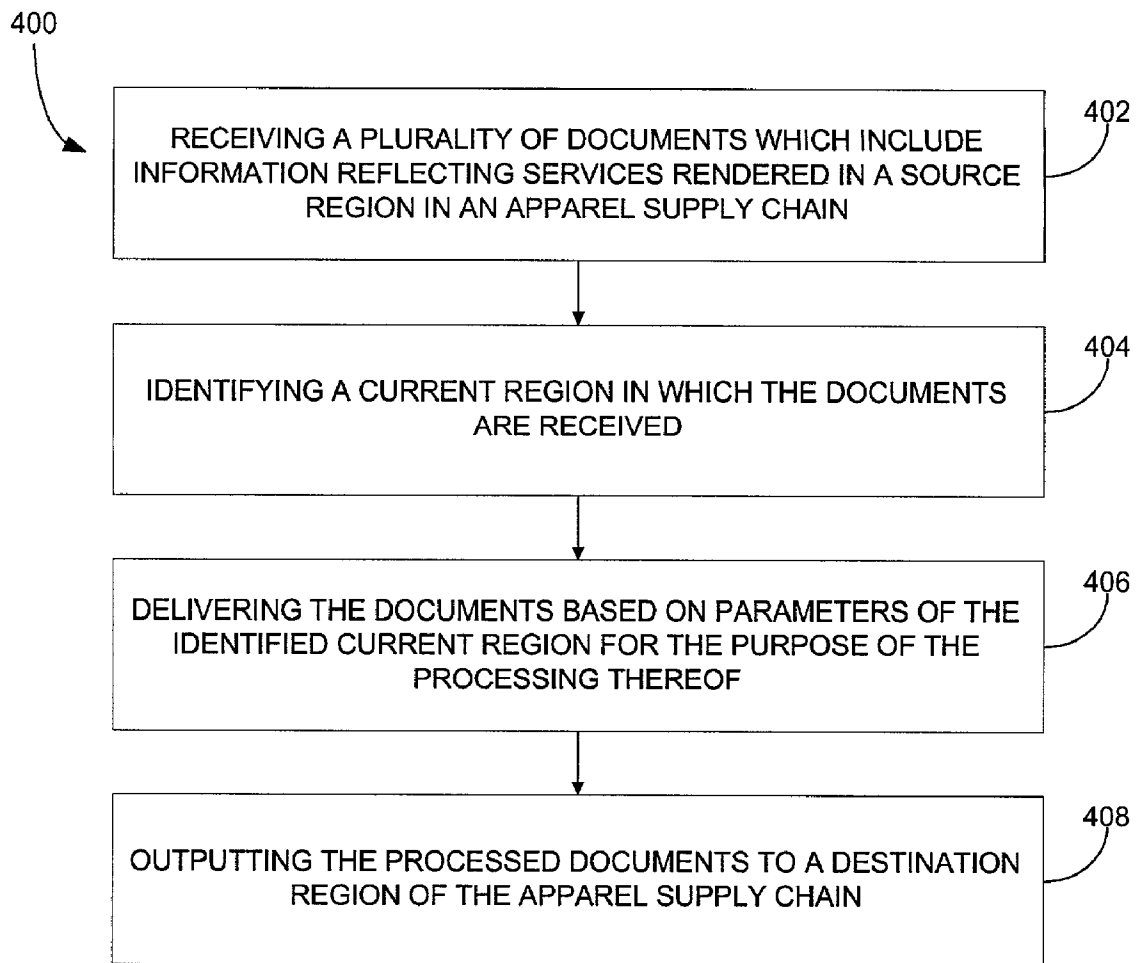 400
402
RECEIVING A PLURALITY OF DOCUMENTS WHICH INCLUDE
INFORMATION REFLECTING SERVICES RENDERED IN A SOURCE
REGION IN AN APPAREL SUPPLY CHAIN
404
IDENTIFYING A CURRENT REGION IN WHICH THE DOCUMENTS
ARE RECEIVED
406
DELIVERING THE DOCUMENTS BASED ON PARAMETERS OF THE
IDENTIFIED CURRENT REGION FOR THE PURPOSE OF THE
PROCESSING THEREOF
408
OUTPUTTING THE PROCESSED DOCUMENTS TO A DESTINATION
REGION OF THE APPAREL SUPPLY CHAIN